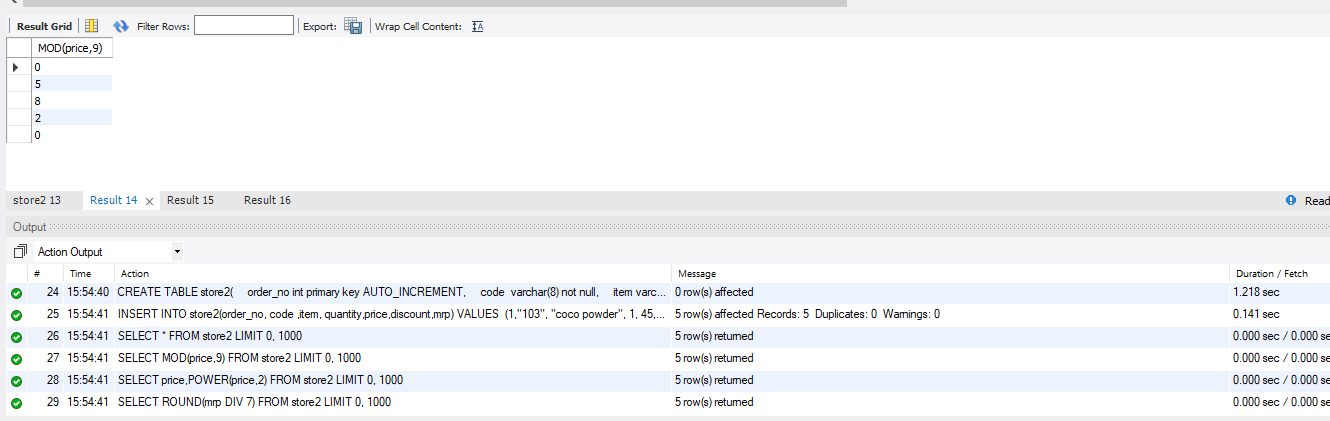 Result Grid Filter Rows: Export: Wrap Cell Content:
MOD(price,9)
0
5
8
2
0
store2 13 Result 14 Result 15 Result 16 Read
Output
Action Output
# Time Action Message Duration / Fetch
24 15:54:40 CREATE TABLE store2( order_no int primary key AUTO_INCREMENT, code varchar(8) not null, item varc... 0 row(s) affected 1.218 sec
25 15:54:41 INSERT INTO store2(order_no, code ,item, quantity,price,discount,mrp) VALUES (1,"103", "coco powder", 1, 45,... 5 row(s) affected Records: 5 Duplicates: 0 Warnings: 0 0.141 sec
26 15:54:41 SELECT * FROM store2 LIMIT 0, 1000 5 row(s) returned 0.000 sec / 0.000 se
27 15:54:41 SELECT MOD(price,9) FROM store2 LIMIT 0, 1000 5 row(s) returned 0.000 sec / 0.000 se
28 15:54:41 SELECT price,POWER(price,2) FROM store2 LIMIT 0, 1000 5 row(s) returned 0.000 sec / 0.000 se
29 15:54:41 SELECT ROUND(mrp DIV 7) FROM store2 LIMIT 0, 1000 5 row(s) returned 0.000 sec / 0.000 se